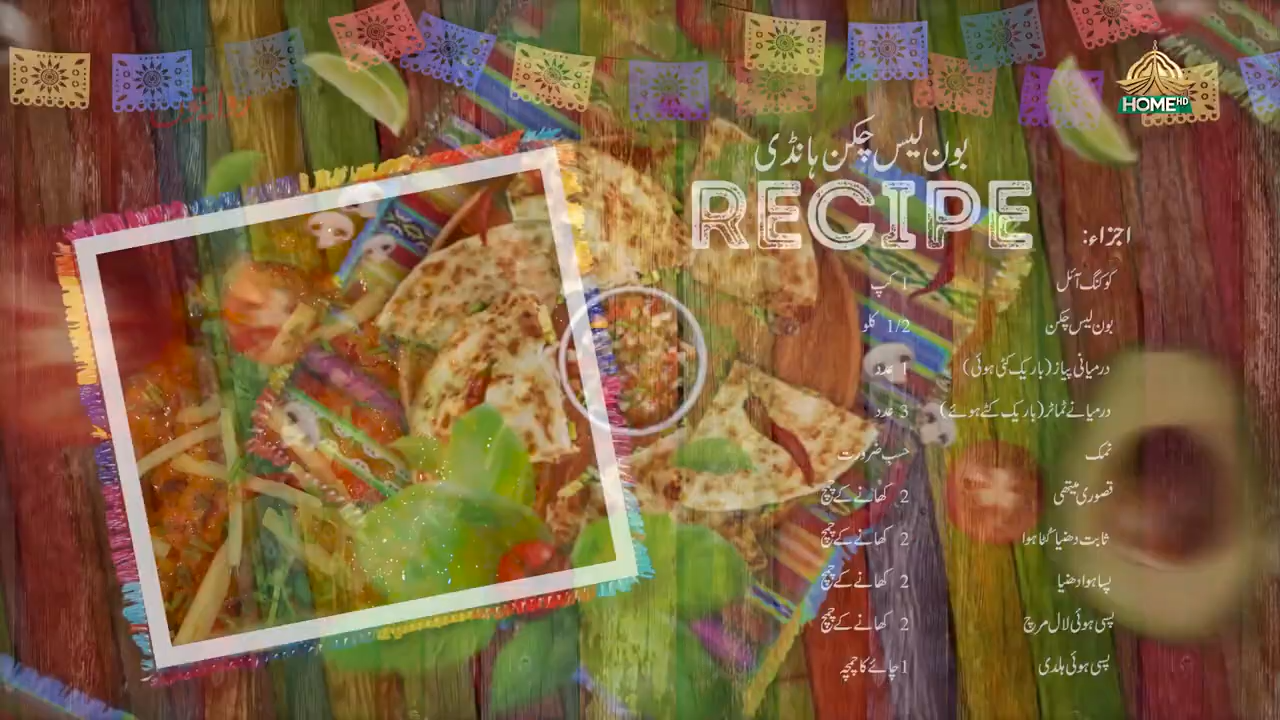 HOME HD
بون لیس چکن ہانڈی
RECIPE
اجزاء:
کوکنگ آئل 1 کپ
بون لیس چکن 1/2 کلو
درمیانی پیاز (باریک کٹی ہوئی) 1 عدد
درمیانے ٹماٹر (باریک کٹے ہوئے) 3 عدد
نمک حسب ضرورت
قصوری میتھی 2 کھانے کے چمچ
ثابت دھنیا کُٹا ہوا 2 کھانے کے چمچ
پسا ہوا دھنیا 2 کھانے کے چمچ
پسی ہوئی لال مرچ 2 کھانے کے چمچ
پسی ہوئی ہلدی 1 چائے کا چمچہ